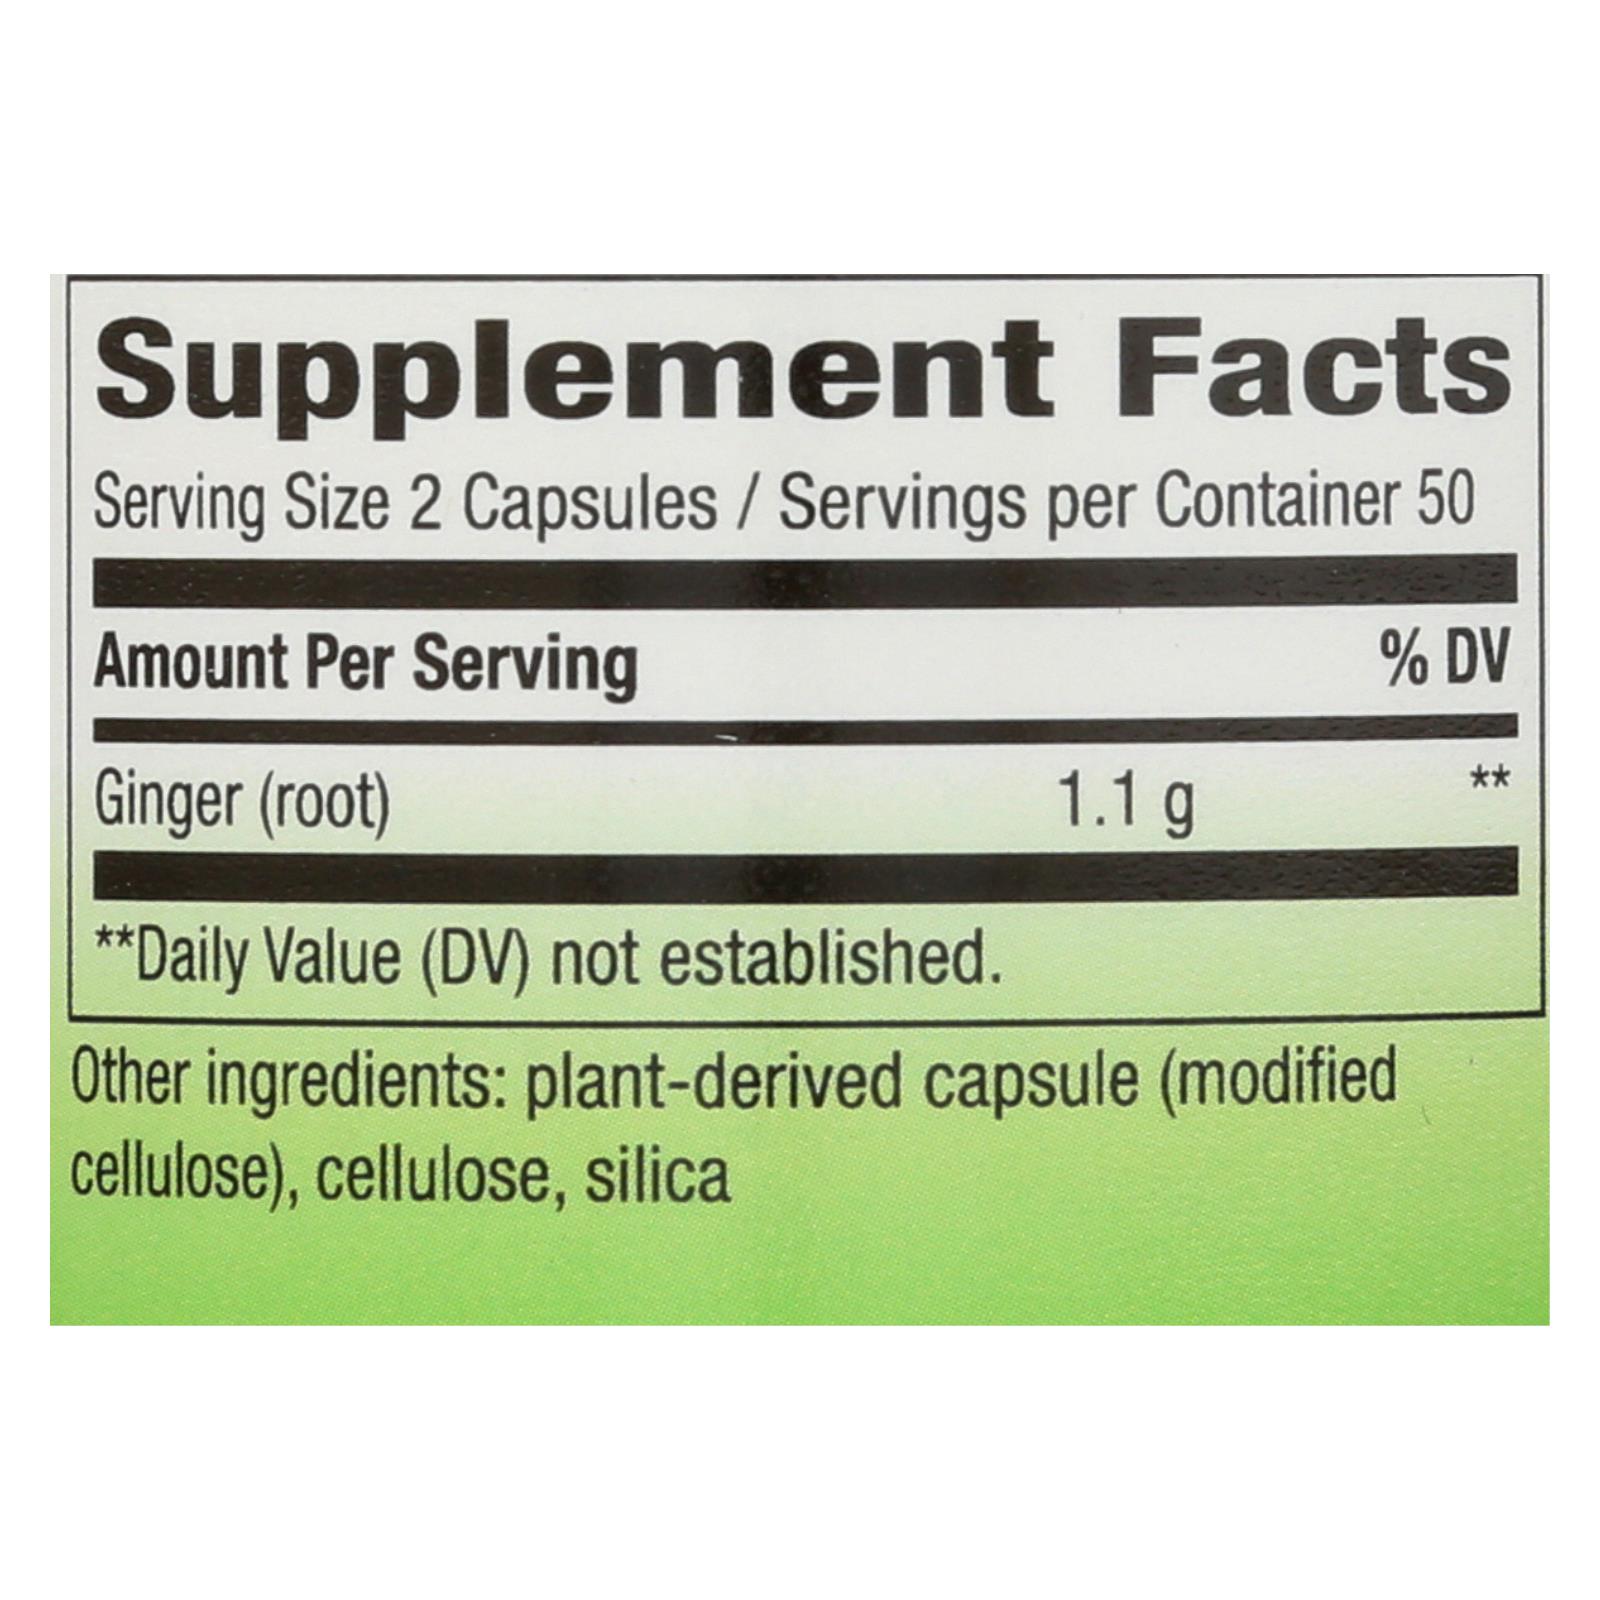 Supplement Facts
Serving Size 2 Capsules / Servings per Container 50
Amount Per Serving % DV
Ginger (root) 1.1 g **
**Daily Value (DV) not established.
Other ingredients: plant-derived capsule (modified
cellulose), cellulose, silica